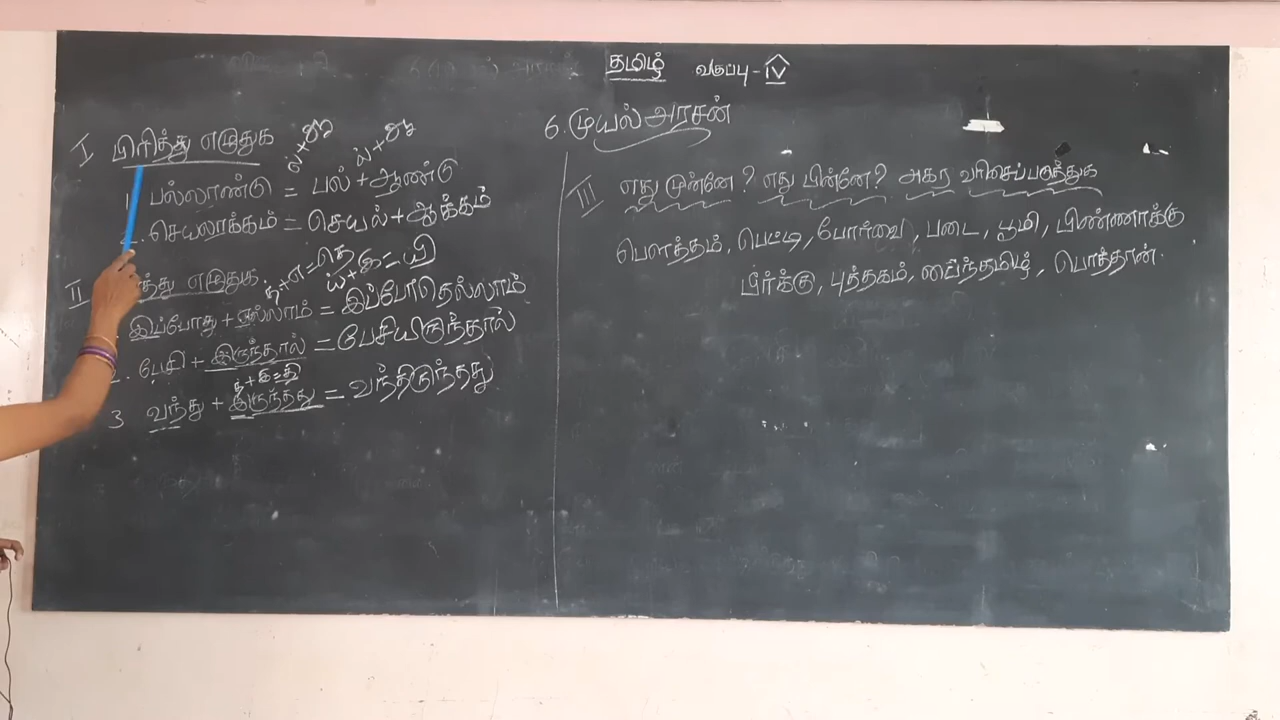 தமிழ் வகுப்பு - IV
6. முயல் அரசன்
I பிரித்து எழுதுக
பல்லாண்டு = பல் + ஆண்டு
2. செயலாக்கம் = செயல் + ஆக்கம்
II எழுதுக
த + எ = தெ
ய் + இ = யி
இப்போது + எல்லாம் = இப்போதெல்லாம்
2. பேசி + இருந்தால் = பேசியிருந்தால்
த + இ = தி
3 வந்து + இருந்தது = வந்திருந்தது
III எது முன்னே? எது பின்னே? அகர வரிசைப்படுத்துக
பௌத்தம், பெட்டி, போர்வை, படை, பூமி, பிண்ணாக்கு
பீர்க்கு, புத்தகம், பைந்தமிழ், பொந்தான்.